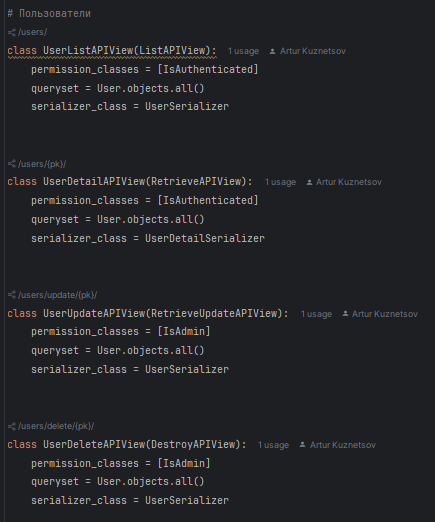 # Пользователи
/users/
class UserListAPIView(ListAPIView): 1 usage Artur Kuznetsov
permission_classes = [IsAuthenticated]
queryset = User.objects.all()
serializer_class = UserSerializer
/users/{pk}/
class UserDetailAPIView(RetrieveAPIView): 1 usage Artur Kuznetsov
permission_classes = [IsAuthenticated]
queryset = User.objects.all()
serializer_class = UserDetailSerializer
/users/update/{pk}/
class UserUpdateAPIView(RetrieveUpdateAPIView): 1 usage Artur Kuznetsov
permission_classes = [IsAdmin]
queryset = User.objects.all()
serializer_class = UserSerializer
/users/delete/{pk}/
class UserDeleteAPIView(DestroyAPIView): 1 usage Artur Kuznetsov
permission_classes = [IsAdmin]
queryset = User.objects.all()
serializer_class = UserSerializer